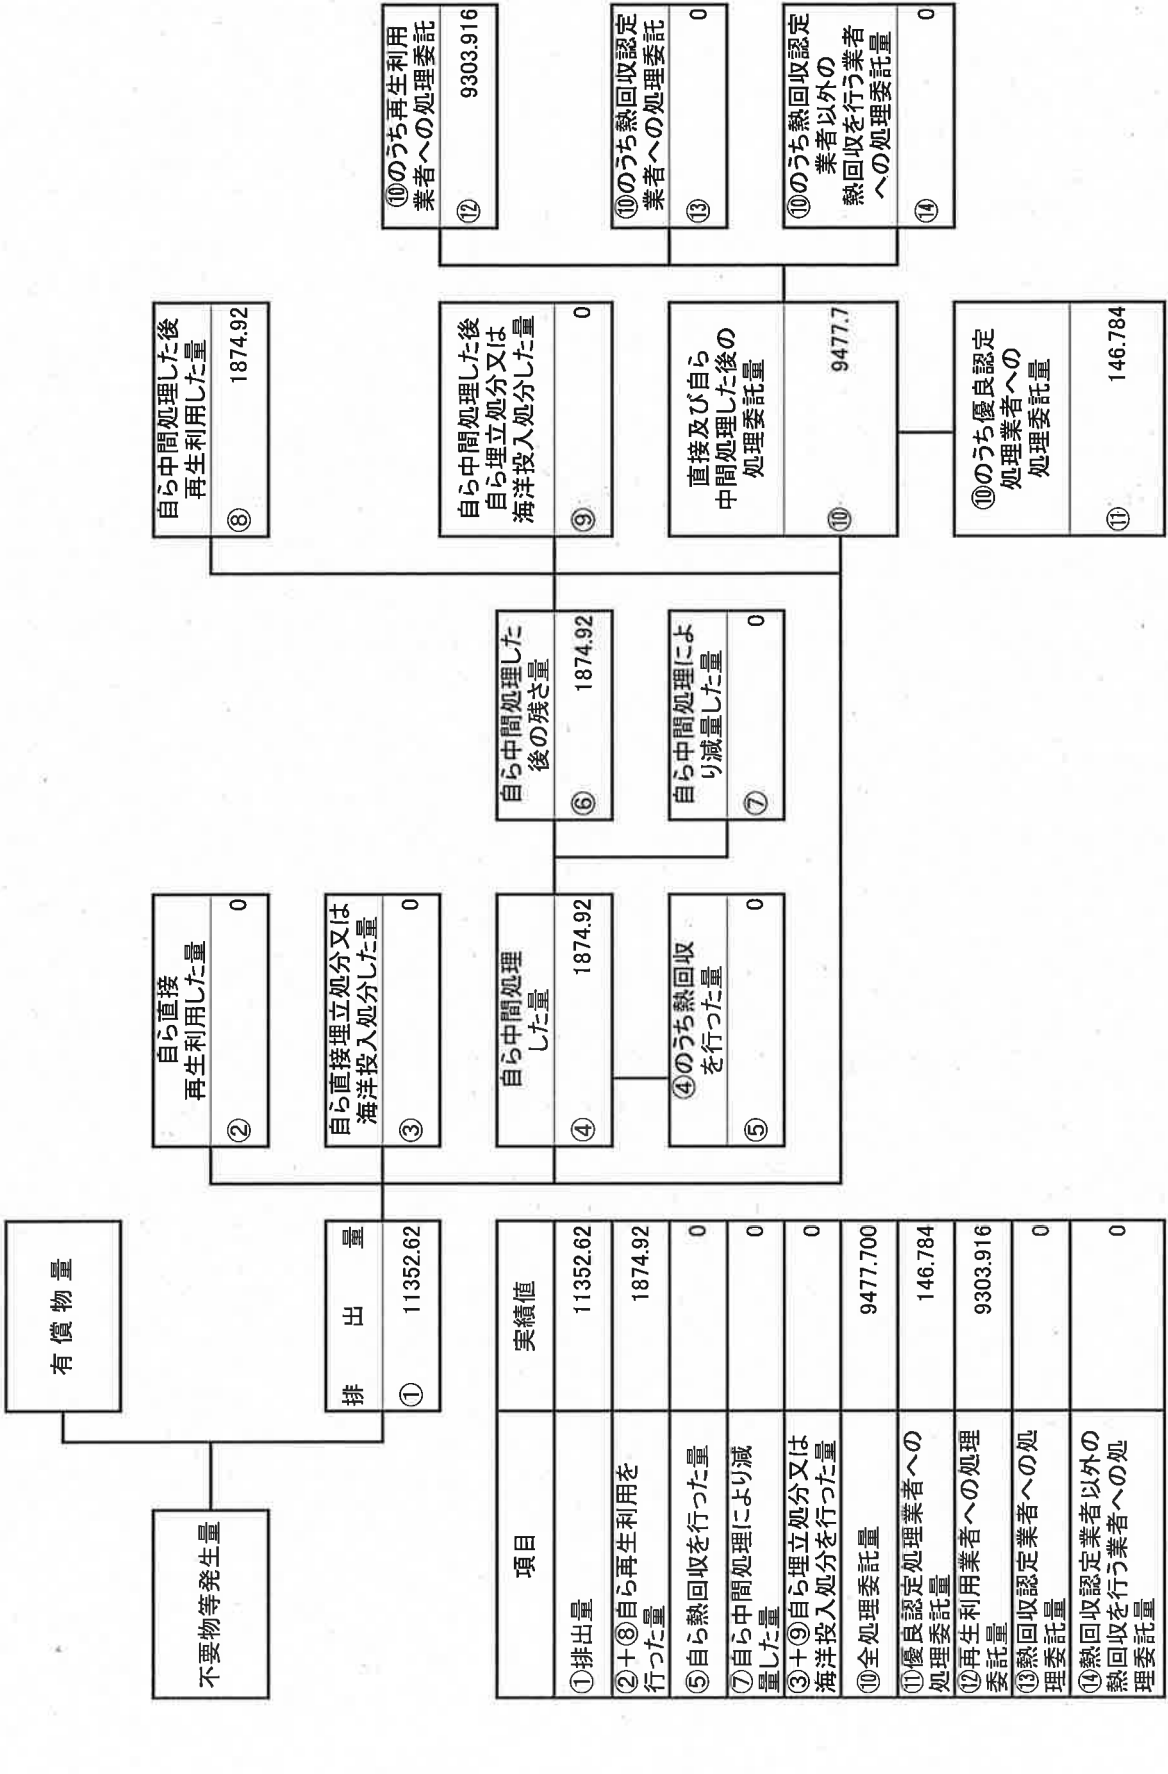 有償物量
不要物等発生量
排出量
① 11352.62
自ら直接
再生利用した量
② 0
自ら直接埋立処分又は
海洋投入処分した量
③ 0
自ら中間処理
した量
④ 1874.92
④のうち熱回収
を行った量
⑤ 0
自ら中間処理した
後の残さ量
⑥ 1874.92
自ら中間処理によ
り減量した量
⑦ 0
自ら中間処理した後
再生利用した量
⑧ 1874.92
自ら中間処理した後
自ら埋立処分又は
海洋投入処分した量
⑨ 0
直接及び自ら
中間処理した後の
処理委託量
⑩ 9477.7
⑩のうち優良認定
処理業者への
処理委託量
⑪ 146.784
⑩のうち再生利用
業者への処理委託
⑫ 9303.916
⑩のうち熱回収認定
業者への処理委託
⑬ 0
⑩のうち熱回収認定
業者以外の
熱回収を行う業者
への処理委託量
⑭ 0
項目 実績値
①排出量 11352.62
②+⑧自ら再生利用を
行った量 1874.92
⑤自ら熱回収を行った量 0
⑦自ら中間処理により減
量した量 0
③+⑨自ら埋立処分又は
海洋投入処分を行った量 0
⑩全処理委託量 9477.700
⑪優良認定処理業者への
処理委託量 146.784
⑫再生利用業者への処理
委託量 9303.916
⑬熱回収認定業者への処
理委託量 0
⑭熱回収認定業者以外の
熱回収を行う業者への処
理委託量 0